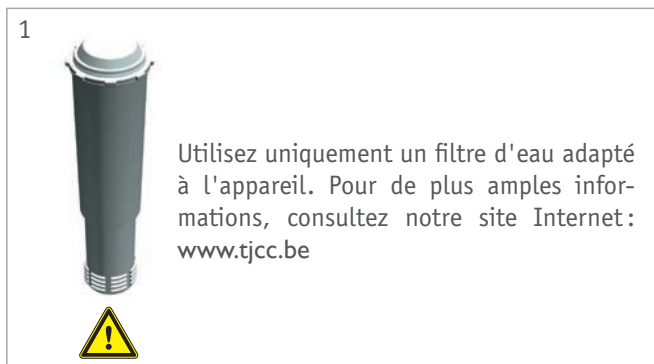 1
Utilisez uniquement un filtre d'eau adapté
à l'appareil. Pour de plus amples infor-
mations, consultez notre site Internet:
www.tjcc.be